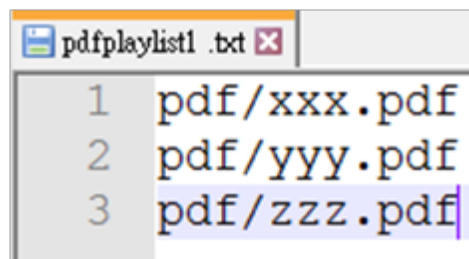 pdfplaylist1 .txt
1 pdf/xxx.pdf
2 pdf/yyy.pdf
3 pdf/zzz.pdf